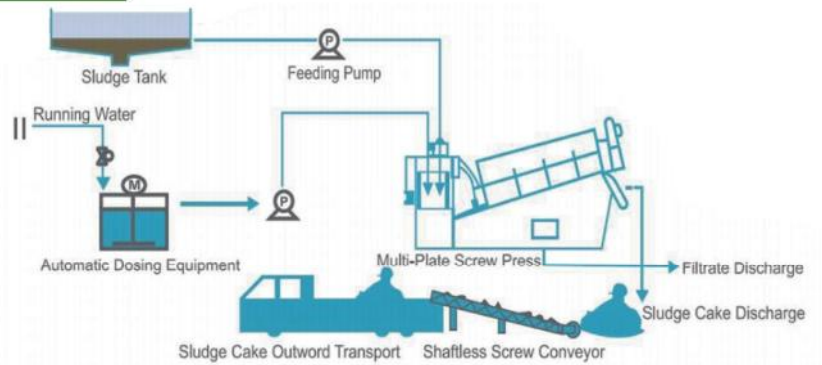 P
Sludge Tank
Feeding Pump
Running Water
M
P
Automatic Dosing Equipment
Multi-Plate Screw Press
Filtrate Discharge
Sludge Cake Discharge
Sludge Cake Outword Transport
Shaftless Screw Conveyor